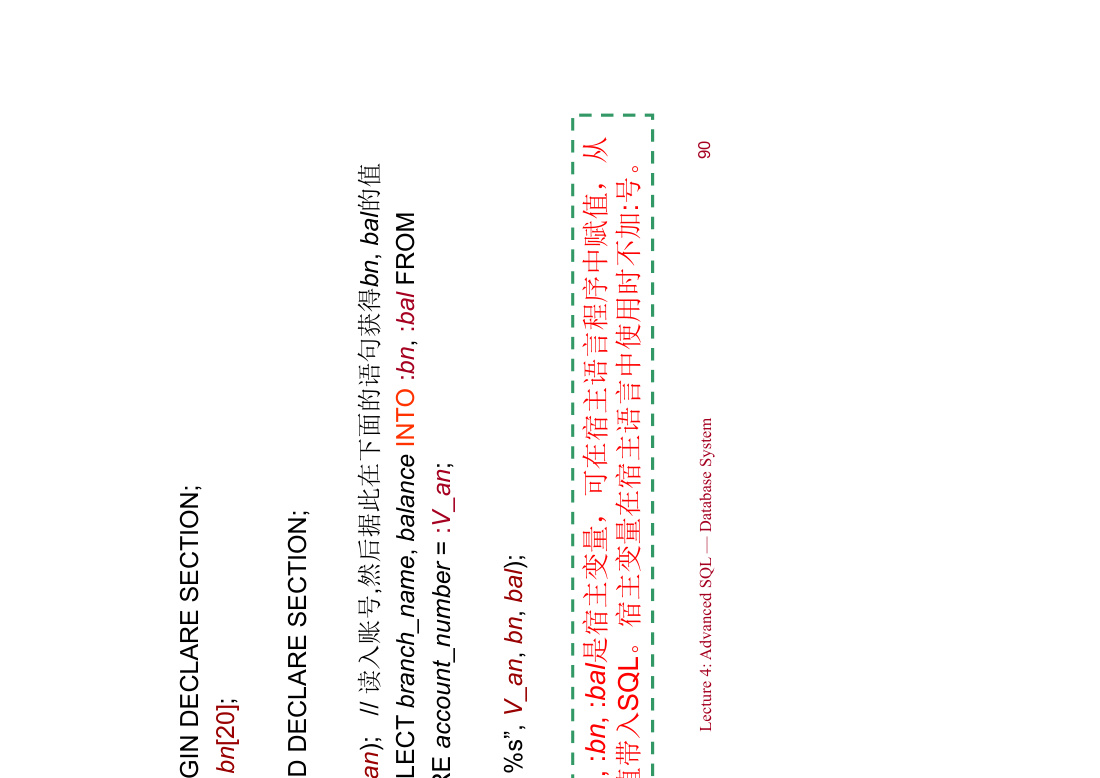 GIN DECLARE SECTION;
bn[20];
D DECLARE SECTION;
an); // 读入账号,然后据此在下面的语句获得bn, bal的值
LECT branch_name, balance INTO :bn, :bal FROM
RE account_number = :V_an;
%s”, V_an, bn, bal);
, :bn, :bal是宿主变量，可在宿主语言程序中赋值，从
值带入SQL。宿主变量在宿主语言中使用时不加:号。
Lecture 4: Advanced SQL — Database System
90